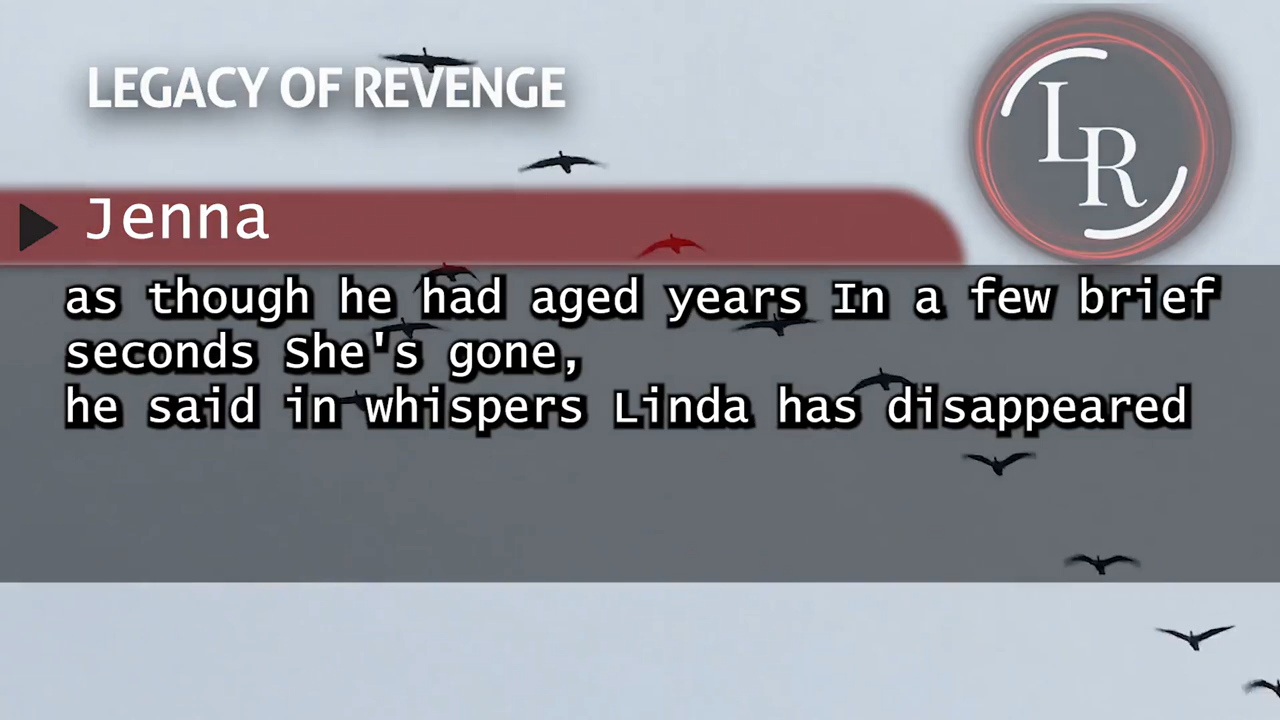 LEGACY OF REVENGE
LR
Jenna
as though he had aged years In a few brief
seconds She's gone,
he said in whispers Linda has disappeared